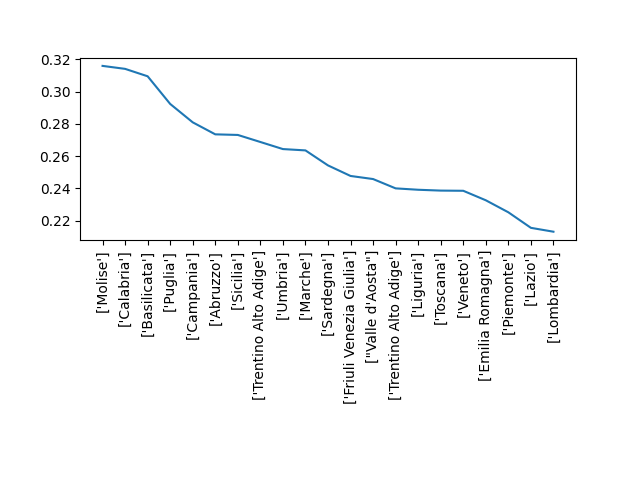 0.32
0.30
0.28
0.26
0.24
0.22
['Molise']
['Calabria']
['Basilicata']
['Puglia']
['Campania']
['Abruzzo']
['Sicilia']
['Trentino Alto Adige']
['Umbria']
['Marche']
['Sardegna']
['Friuli Venezia Giulia']
["Valle d'Aosta"]
['Trentino Alto Adige']
['Liguria']
['Toscana']
['Veneto']
['Emilia Romagna']
['Piemonte']
['Lazio']
['Lombardia']